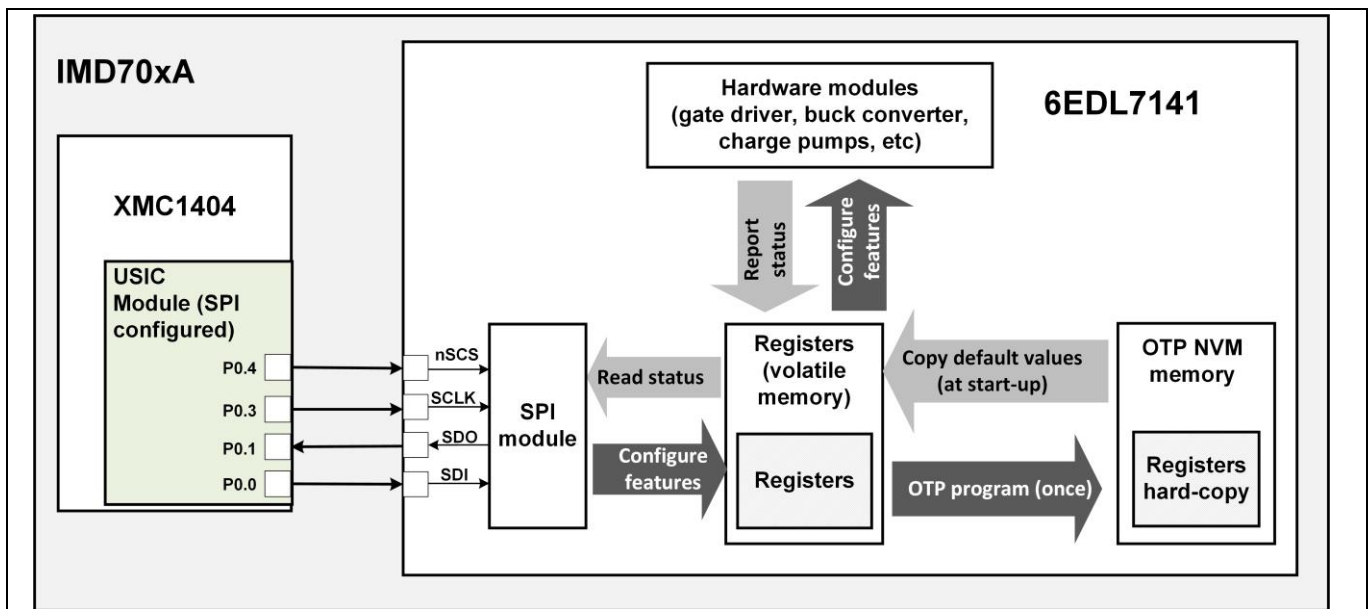 IMD70xA
6EDL7141
Hardware modules
(gate driver, buck converter,
charge pumps, etc)
XMC1404
Report
status
Configure
features
USIC
Module (SPI
configured)
P0.4
P0.3
P0.1
P0.0
nSCS
SCLK
SDO
SDI
SPI
module
Read status
Configure
features
Registers
(volatile
memory)
Registers
Copy default values
(at start-up)
OTP program (once)
OTP NVM
memory
Registers
hard-copy